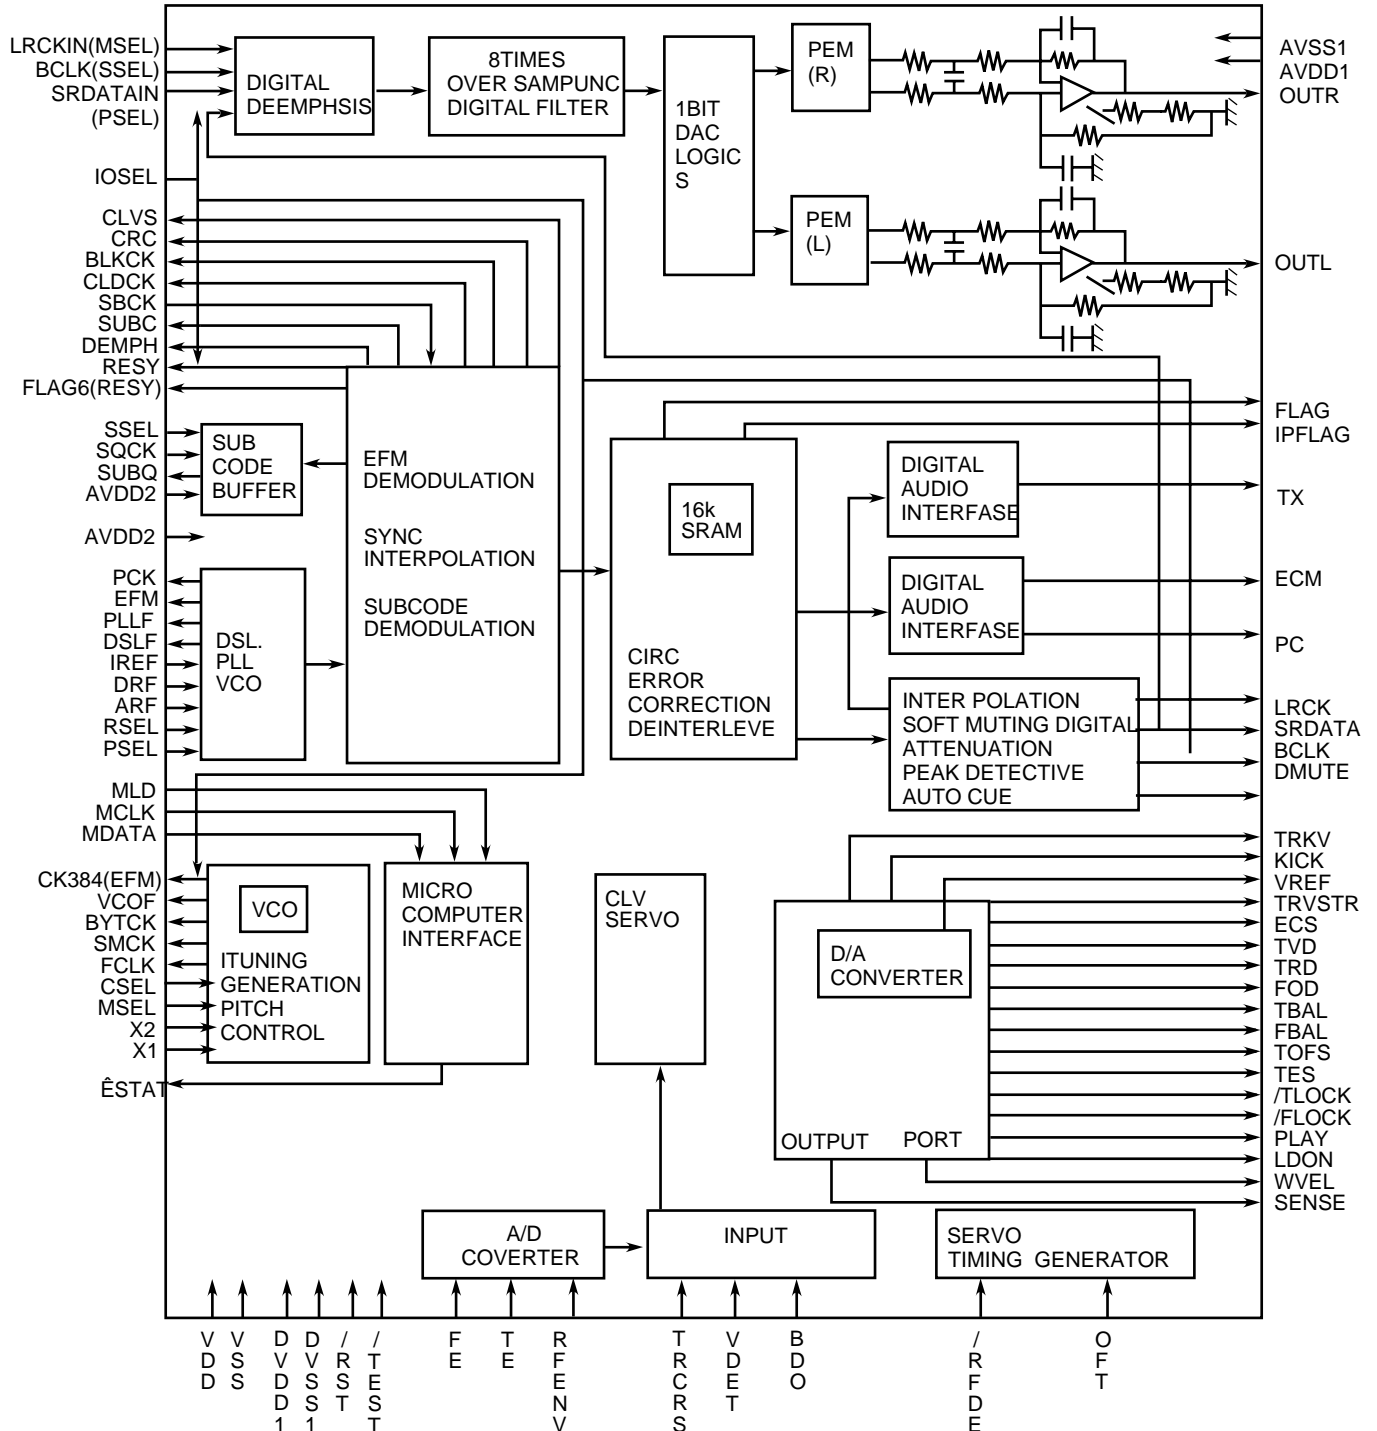 LRCKIN(MSEL)
BCLK(SSEL)
SRDATAIN
(PSEL)
IOSEL
CLVS
CRC
BLKCK
CLDCK
SBCK
SUBC
DEMPH
RESY
FLAG6(RESY)
SSEL
SQCK
SUBQ
AVDD2
AVDD2
PCK
EFM
PLLF
DSLF
IREF
DRF
ARF
RSEL
PSEL
MLD
MCLK
MDATA
CK384(EFM)
VCOF
BYTCK
SMCK
FCLK
CSEL
MSEL
X2
X1
ÊSTAT
DIGITAL
DEEMPHSIS
8TIMES
OVER SAMPUNC
DIGITAL FILTER
1BIT
DAC
LOGIC
S
PEM
(R)
PEM
(L)
AVSS1
AVDD1
OUTR
OUTL
SUB
CODE
BUFFER
EFM
DEMODULATION
SYNC
INTERPOLATION
SUBCODE
DEMODULATION
DSL.
PLL
VCO
16k
SRAM
CIRC
ERROR
CORRECTION
DEINTERLEVE
DIGITAL
AUDIO
INTERFASE
DIGITAL
AUDIO
INTERFASE
INTER POLATION
SOFT MUTING DIGITAL
ATTENUATION
PEAK DETECTIVE
AUTO CUE
FLAG
IPFLAG
TX
ECM
PC
LRCK
SRDATA
BCLK
DMUTE
VCO
ITUNING
GENERATION
PITCH
CONTROL
MICRO
COMPUTER
INTERFACE
CLV
SERVO
D/A
CONVERTER
OUTPUT PORT
TRKV
KICK
VREF
TRVSTR
ECS
TVD
TRD
FOD
TBAL
FBAL
TOFS
TES
/TLOCK
/FLOCK
PLAY
LDON
WVEL
SENSE
A/D
COVERTER
INPUT
SERVO
TIMING GENERATOR
VDD
VSS
DVDD1
DVSS1
/RST
/TEST
FE
TE
RFENV
TRCRS
VDET
BDO
/RFDE
OFT